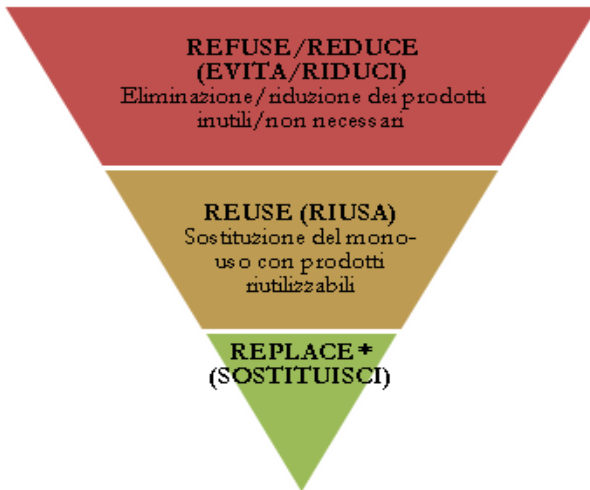 REFUSE/REDUCE
(EVITA/RIDUCI)
Eliminazione/riduzione dei prodotti
inutili/non necessari
REUSE (RIUSA)
Sostituzione del mono-
uso con prodotti
riutilizzabili
REPLACE*
(SOSTITUISCI)